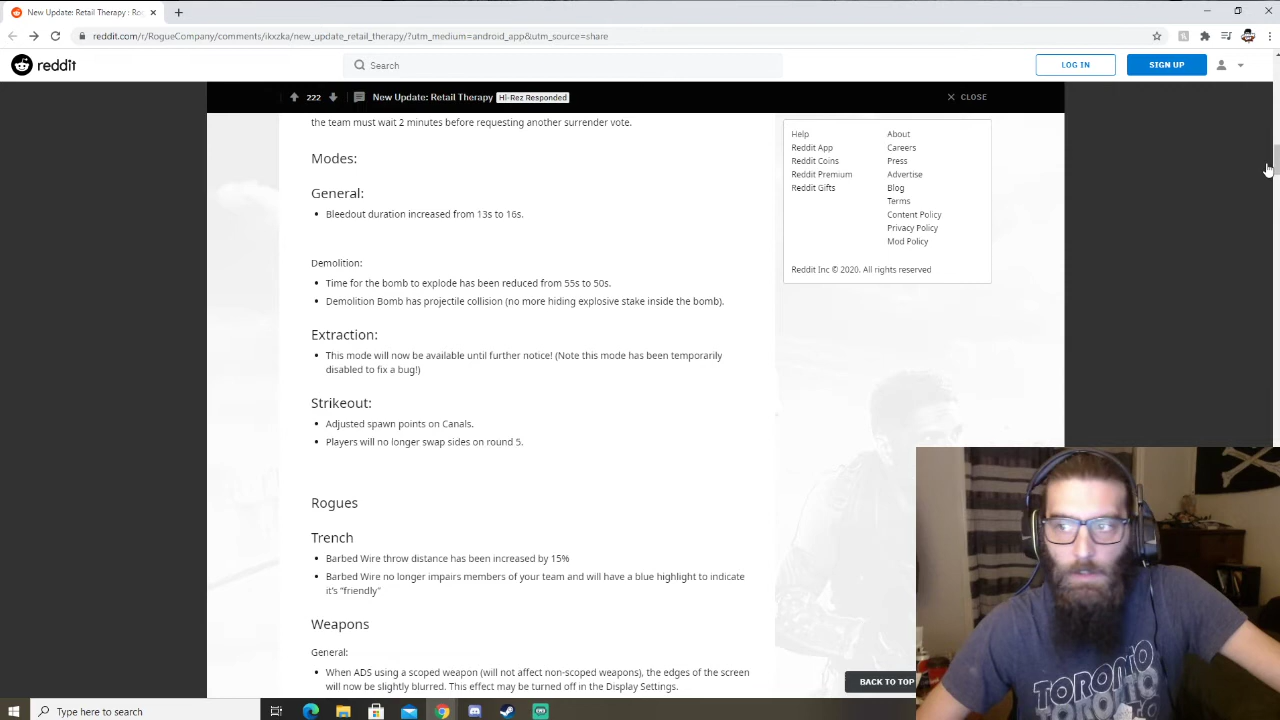 New Update: Retail Therapy : Ro
reddit.com/r/RogueCompany/comments/ikxzka/new_update_retail_therapy/?utm_medium=android_app&utm_source=share
reddit
Search
LOG IN
SIGN UP
222
New Update: Retail Therapy
Hi-Rez Responded
CLOSE
the team must wait 2 minutes before requesting another surrender vote.
Modes:
General:
• Bleedout duration increased from 13s to 16s.
Demolition:
• Time for the bomb to explode has been reduced from 55s to 50s.
• Demolition Bomb has projectile collision (no more hiding explosive stake inside the bomb).
Extraction:
• This mode will now be available until further notice! (Note this mode has been temporarily
disabled to fix a bug!)
Strikeout:
• Adjusted spawn points on Canals.
• Players will no longer swap sides on round 5.
Rogues
Trench
• Barbed Wire throw distance has been increased by 15%
• Barbed Wire no longer impairs members of your team and will have a blue highlight to indicate
it's "friendly"
Weapons
General:
• When ADS using a scoped weapon (will not affect non-scoped weapons), the edges of the screen
will now be slightly blurred. This effect may be turned off in the Display Settings.
Help
About
Reddit App
Careers
Reddit Coins
Press
Reddit Premium
Advertise
Reddit Gifts
Blog
Terms
Content Policy
Privacy Policy
Mod Policy
Reddit Inc © 2020. All rights reserved
BACK TO TOP
TORONTO
TORONTO
Type here to search